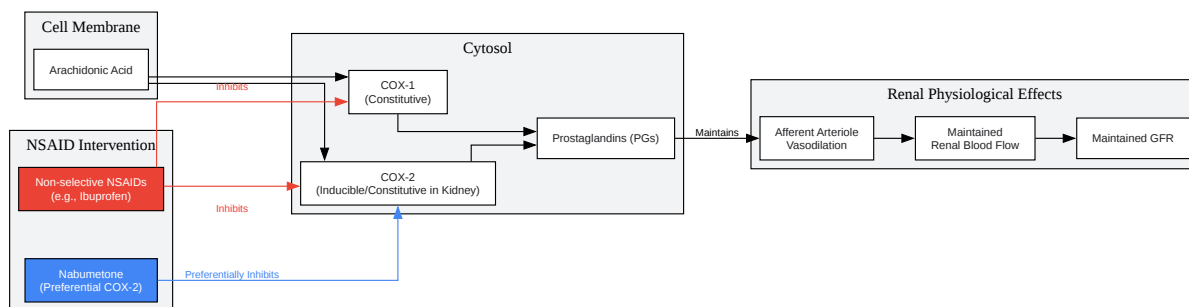 Cell Membrane
Arachidonic Acid
NSAID Intervention
Non-selective NSAIDs
(e.g., Ibuprofen)
Nabumetone
(Preferential COX-2)
Inhibits
Inhibits
Preferentially Inhibits
Cytosol
COX-1
(Constitutive)
COX-2
(Inducible/Constitutive in Kidney)
Prostaglandins (PGs)
Maintains
Renal Physiological Effects
Afferent Arteriole
Vasodilation
Maintained
Renal Blood Flow
Maintained GFR